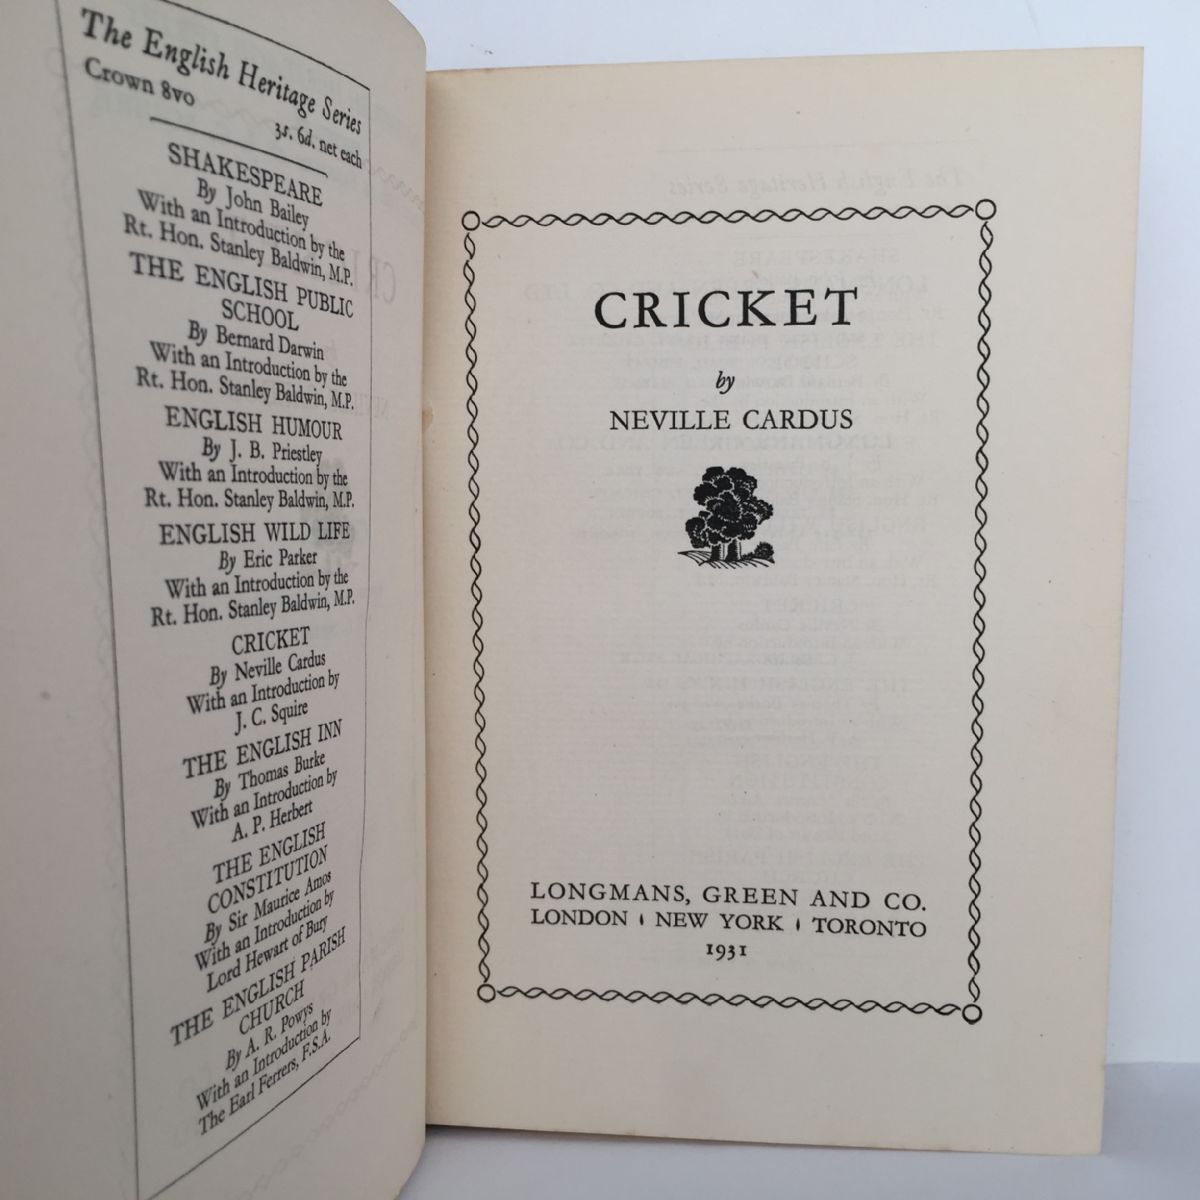 The English Heritage Series
Crown 8vo
3s. 6d. net each
SHAKESPEARE
By John Bailey
With an Introduction by the
Rt. Hon. Stanley Baldwin, M.P.
THE ENGLISH PUBLIC
SCHOOL
By Bernard Darwin
With an Introduction by the
Rt. Hon. Stanley Baldwin, M.P.
ENGLISH HUMOUR
By J. B. Priestley
With an Introduction by the
Rt. Hon. Stanley Baldwin, M.P.
ENGLISH WILD LIFE
By Eric Parker
With an Introduction by the
Rt. Hon. Stanley Baldwin, M.P.
CRICKET
By Neville Cardus
With an Introduction by
J. C. Squire
THE ENGLISH INN
By Thomas Burke
With an Introduction by
A. P. Herbert
THE ENGLISH
CONSTITUTION
By Sir Maurice Amos
With an Introduction by
Lord Hewart of Bury
THE ENGLISH PARISH
CHURCH
By A. R. Powys
With an Introduction by
The Earl Ferrers, F.S.A.
CRICKET
by
NEVILLE CARDUS
LONGMANS, GREEN AND CO.
LONDON NEW YORK TORONTO
1931